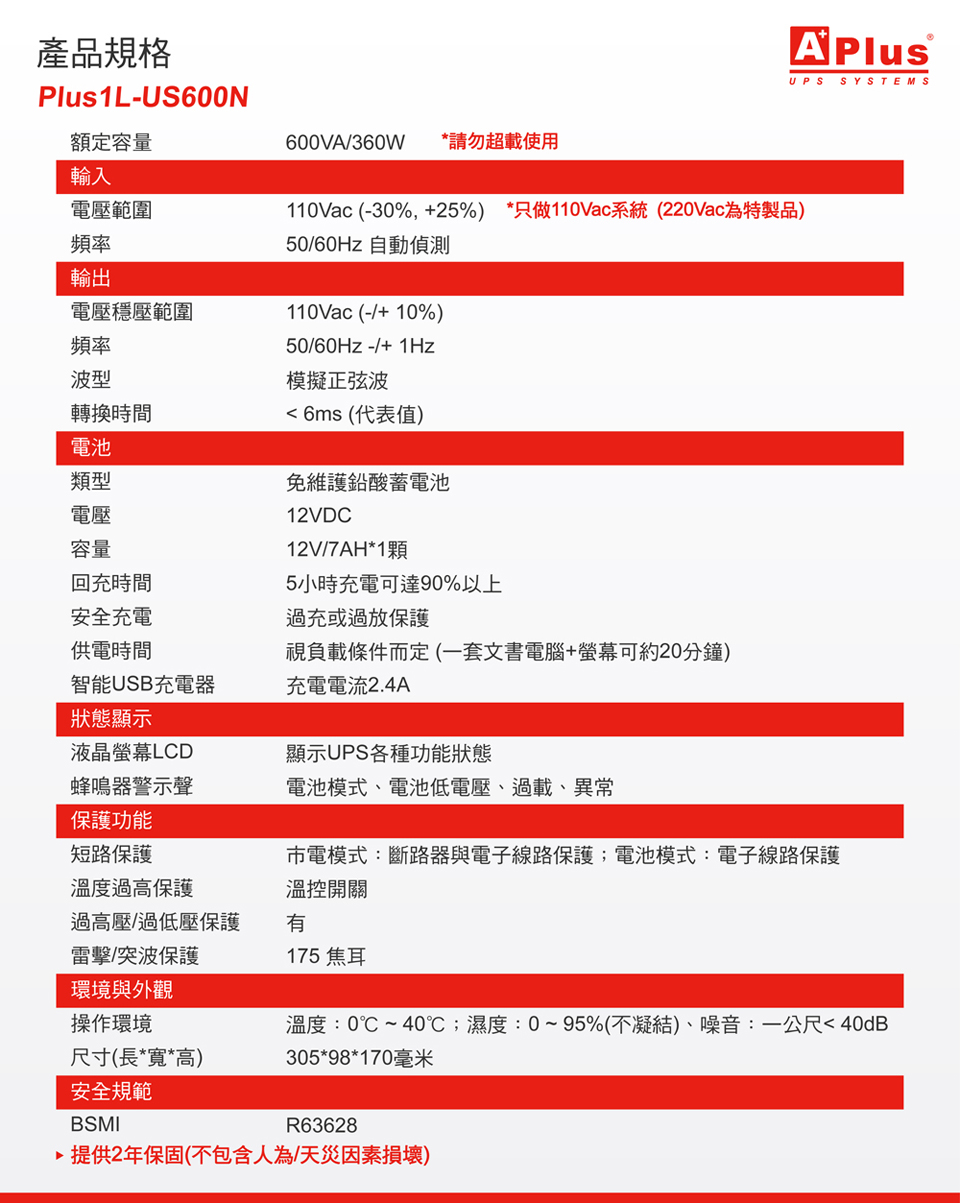 產品規格
A+Plus®
UPS SYSTEMS
Plus1L-US600N
額定容量 600VA/360W *請勿超載使用
輸入
電壓範圍 110Vac (-30%, +25%) *只做110Vac系統 (220Vac為特製品)
頻率 50/60Hz 自動偵測
輸出
電壓穩壓範圍 110Vac (-/+ 10%)
頻率 50/60Hz -/+ 1Hz
波型 模擬正弦波
轉換時間 < 6ms (代表值)
電池
類型 免維護鉛酸蓄電池
電壓 12VDC
容量 12V/7AH*1顆
回充時間 5小時充電可達90%以上
安全充電 過充或過放保護
供電時間 視負載條件而定 (一套文書電腦+螢幕可約20分鐘)
智能USB充電器 充電電流2.4A
狀態顯示
液晶螢幕LCD 顯示UPS各種功能狀態
蜂鳴器警示聲 電池模式、電池低電壓、過載、異常
保護功能
短路保護 市電模式：斷路器與電子線路保護；電池模式：電子線路保護
溫度過高保護 溫控開關
過高壓/過低壓保護 有
雷擊/突波保護 175 焦耳
環境與外觀
操作環境 溫度：0℃ ~ 40℃；濕度：0 ~ 95%(不凝結)、噪音：一公尺< 40dB
尺寸(長*寬*高) 305*98*170毫米
安全規範
BSMI R63628
▸ 提供2年保固(不包含人為/天災因素損壞)